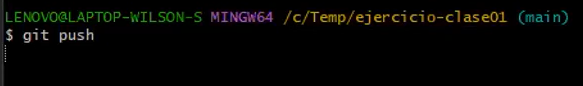 LENOVO@LAPTOP-WILSON-S MINGW64 /c/Temp/ejercicio-clase01 (main)
$ git push